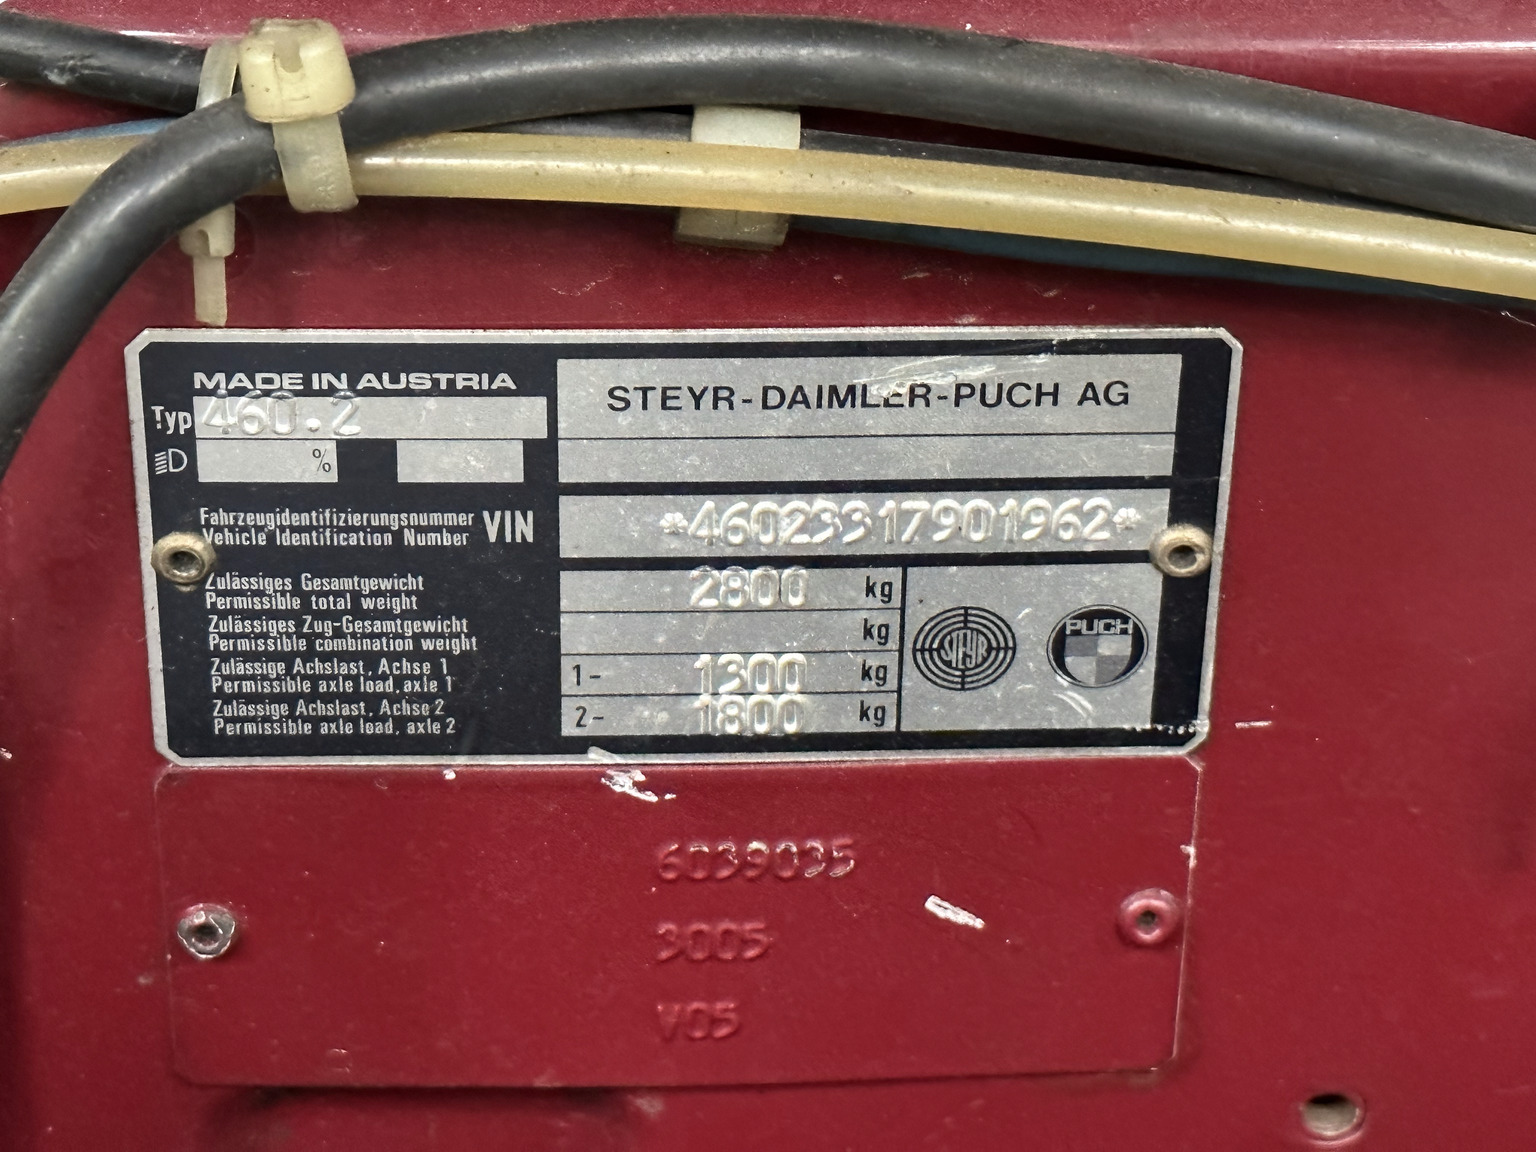 MADE IN AUSTRIA
Typ 460.2
%
STEYR-DAIMLER-PUCH AG
Fahrzeugidentifizierungsnummer
Vehicle Identification Number VIN
*46023317901962*
Zulässiges Gesamtgewicht
Permissible total weight
2800 kg
Zulässiges Zug-Gesamtgewicht
Permissible combination weight
kg
Zulässige Achslast, Achse 1
Permissible axle load, axle 1
1- 1300 kg
Zulässige Achslast, Achse 2
Permissible axle load, axle 2
2- 1800 kg
STEYR
PUCH
6039035
3005
V05